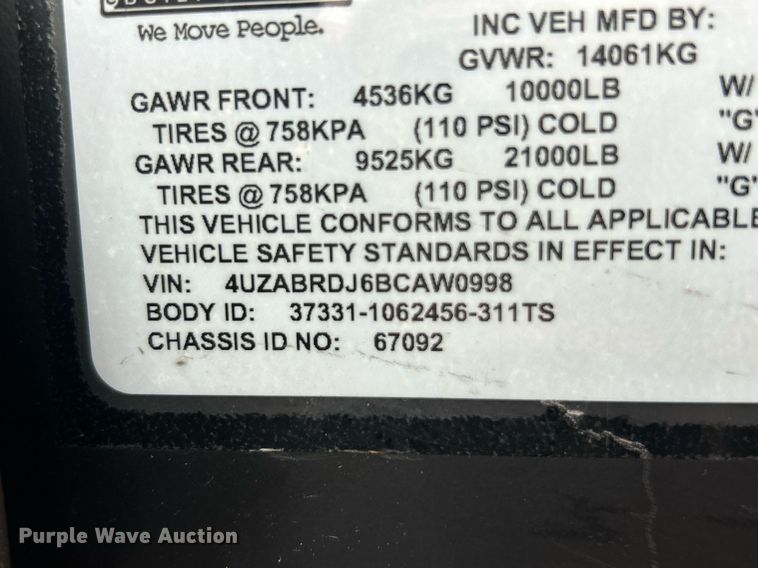 We Move People.
INC VEH MFD BY:
GVWR: 14061KG
GAWR FRONT: 4536KG 10000LB W/
TIRES @ 758KPA (110 PSI) COLD "G"
GAWR REAR: 9525KG 21000LB W/
TIRES @ 758KPA (110 PSI) COLD "G"
THIS VEHICLE CONFORMS TO ALL APPLICABLE
VEHICLE SAFETY STANDARDS IN EFFECT IN:
VIN: 4UZABRDJ6BCAW0998
BODY ID: 37331-1062456-311TS
CHASSIS ID NO: 67092
Purple Wave Auction